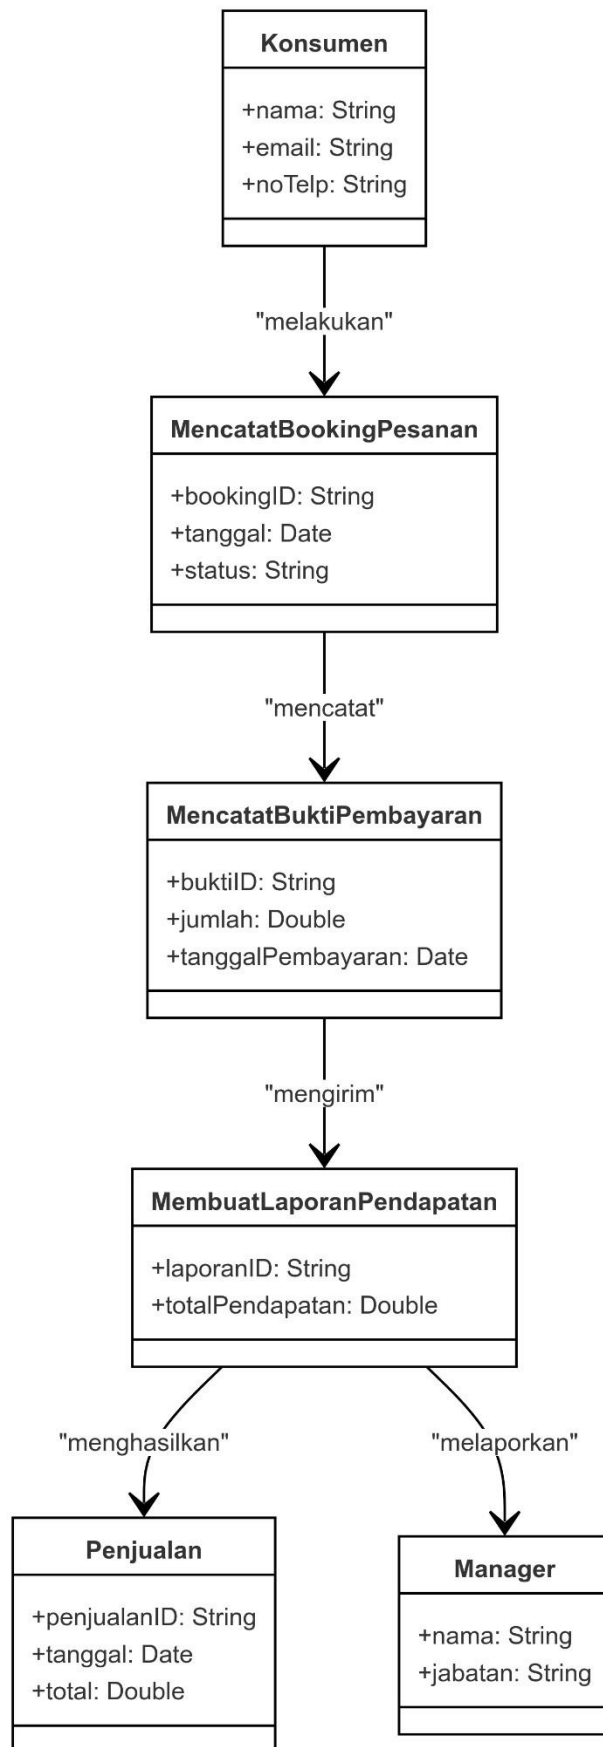 Konsumen
+nama: String
+email: String
+noTelp: String
"melakukan"
MencatatBookingPesanan
+bookingID: String
+tanggal: Date
+status: String
"mencatat"
MencatatBuktiPembayaran
+buktiID: String
+jumlah: Double
+tanggalPembayaran: Date
"mengirim"
MembuatLaporanPendapatan
+laporanID: String
+totalPendapatan: Double
"menghasilkan"
"melaporkan"
Penjualan
+penjualanID: String
+tanggal: Date
+total: Double
Manager
+nama: String
+jabatan: String